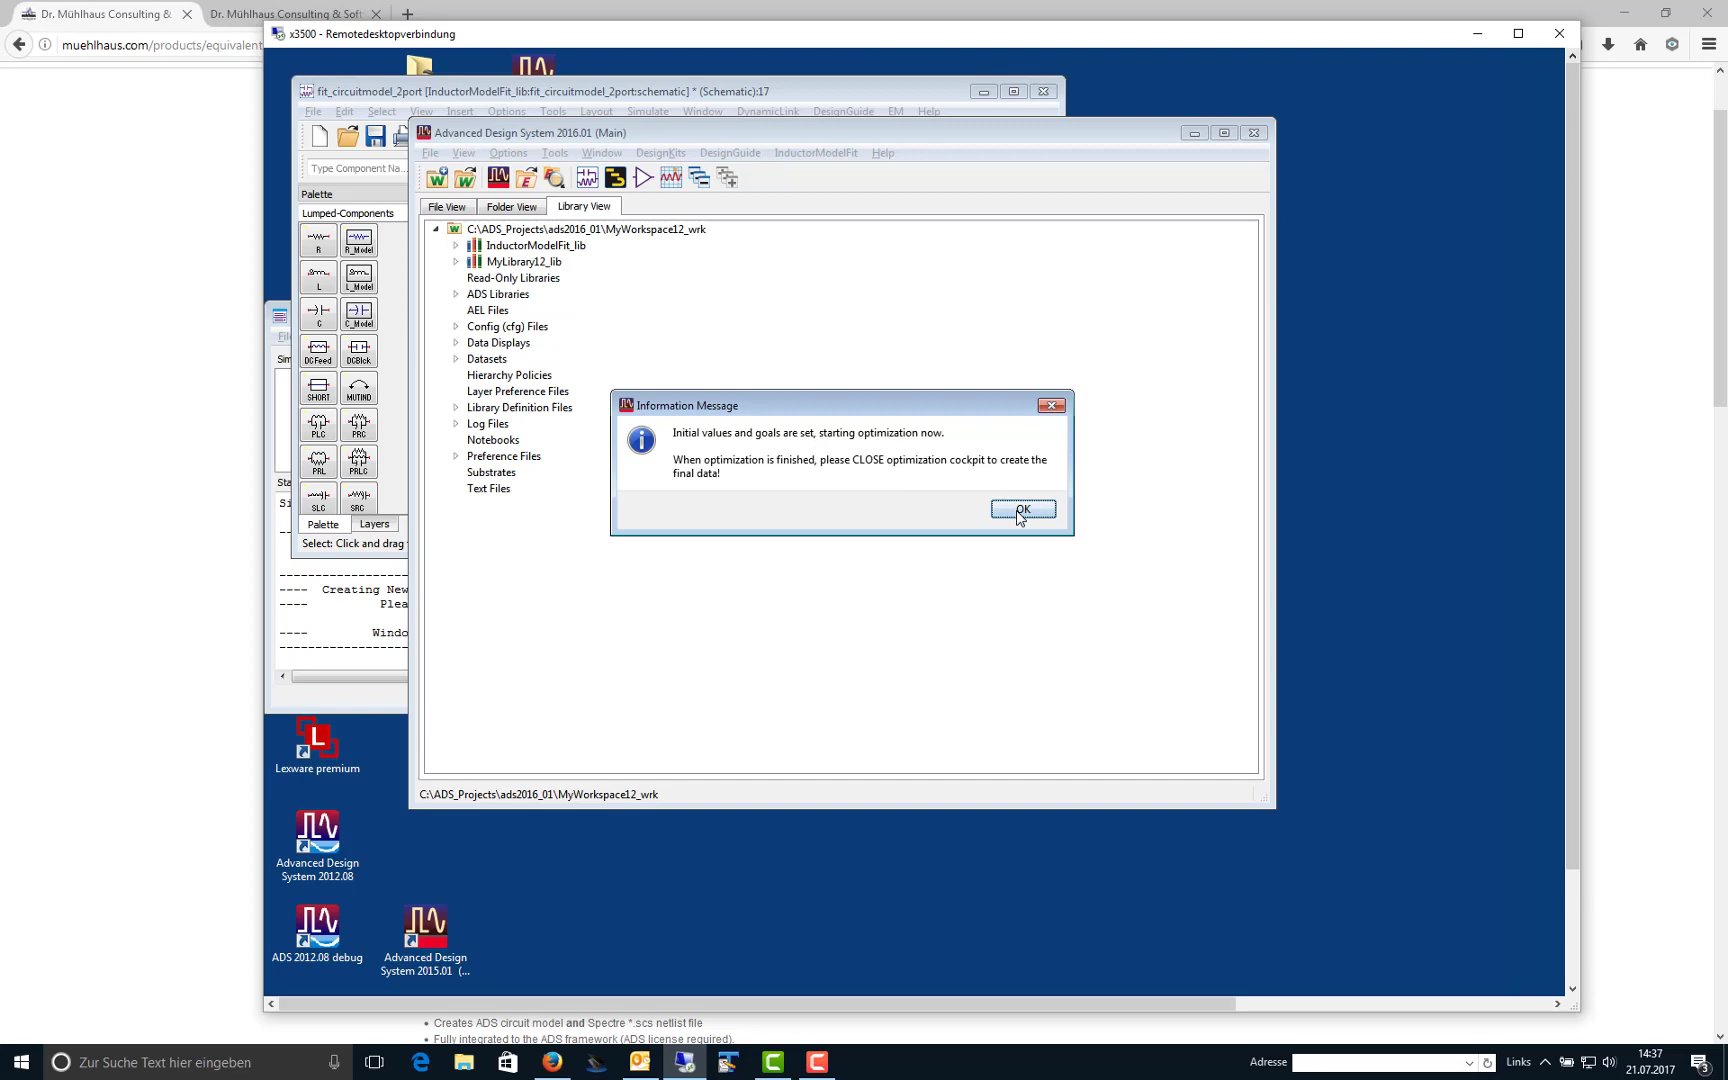 Dr. Mühlhaus Consulting &
Dr. Mühlhaus Consulting & Soft
muehlhaus.com/products/equivalent
x3500 - Remotedesktopverbindung
fit_circuitmodel_2port [InductorModelFit_lib:fit_circuitmodel_2port:schematic] * (Schematic):17
File Edit Select View Insert Options Tools Layout Simulate Window DynamicLink DesignGuide EM Help
Advanced Design System 2016.01 (Main)
File View Options Tools Window DesignKits DesignGuide InductorModelFit Help
Type Component Na...
Palette
Lumped-Components
File View Folder View Library View
C:\ADS_Projects\ads2016_01\MyWorkspace12_wrk
InductorModelFit_lib
MyLibrary12_lib
Read-Only Libraries
ADS Libraries
AEL Files
Config (cfg) Files
Data Displays
Datasets
Hierarchy Policies
Layer Preference Files
Library Definition Files
Log Files
Notebooks
Preference Files
Substrates
Text Files
R R_Model
L L_Model
C C_Model
DCFeed DCBlck
SHORT MUTIND
PLC PRC
PRL PRLC
SLC SRC
Palette Layers
Select: Click and drag
Information Message
Initial values and goals are set, starting optimization now.
When optimization is finished, please CLOSE optimization cockpit to create the
final data!
OK
File
Sim
Sta
Si
---- Creating New
---- Plea
---- Windo
C:\ADS_Projects\ads2016_01\MyWorkspace12_wrk
Lexware premium
Advanced Design
System 2012.08
ADS 2012.08 debug
Advanced Design
System 2015.01 (...
Creates ADS circuit model and Spectre *.scs netlist file
Fully integrated to the ADS framework (ADS license required).
Zur Suche Text hier eingeben
Adresse
Links
14:37
21.07.2017
3